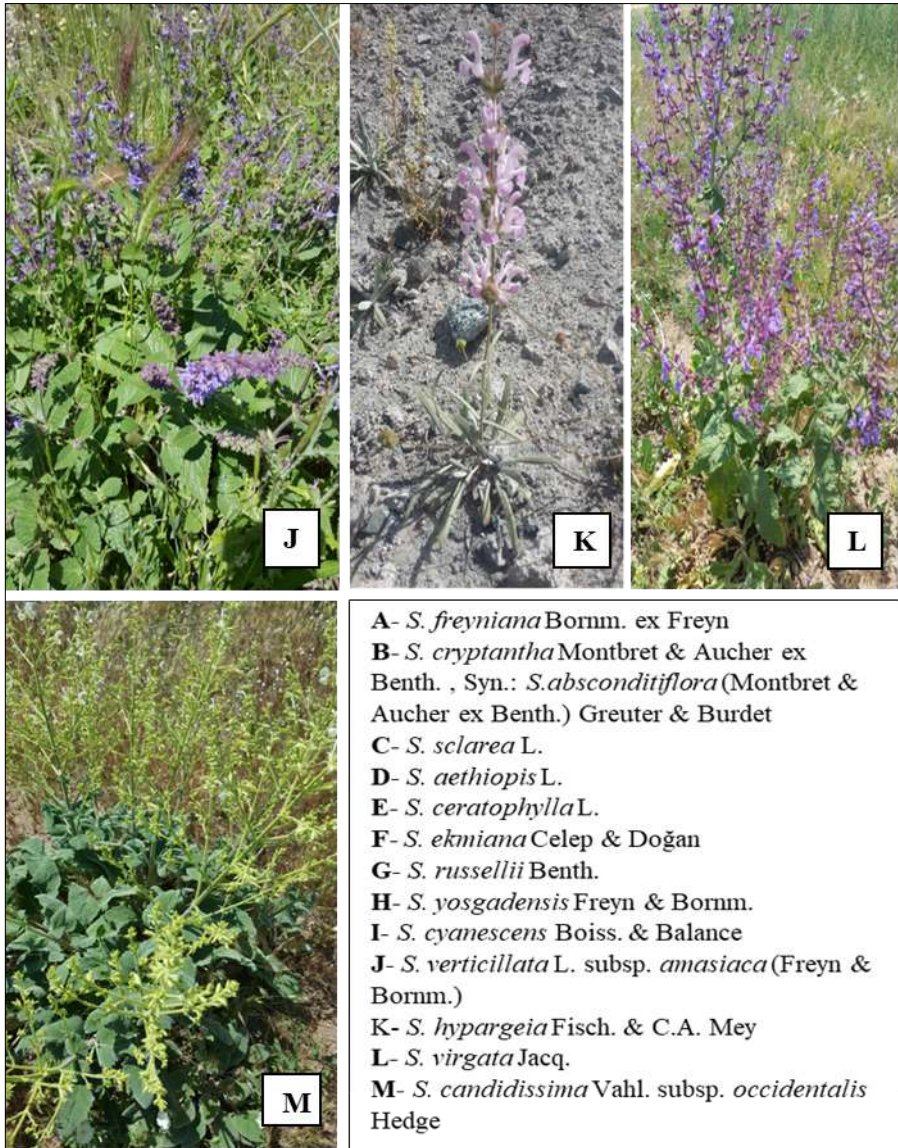 J
K
L
M
A- S. freyniana Bornm. ex Freyn
B- S. cryptantha Montbret & Aucher ex
Benth. , Syn.: S.absconditiflora (Montbret &
Aucher ex Benth.) Greuter & Burdet
C- S. sclarea L.
D- S. aethiopis L.
E- S. ceratophylla L.
F- S. ekmiana Celep & Doğan
G- S. russellii Benth.
H- S. yosgadensis Freyn & Bornm.
I- S. cyanescens Boiss. & Balance
J- S. verticillata L. subsp. amasiaca (Freyn &
Bornm.)
K- S. hypargeia Fisch. & C.A. Mey
L- S. virgata Jacq.
M- S. candidissima Vahl. subsp. occidentalis
Hedge